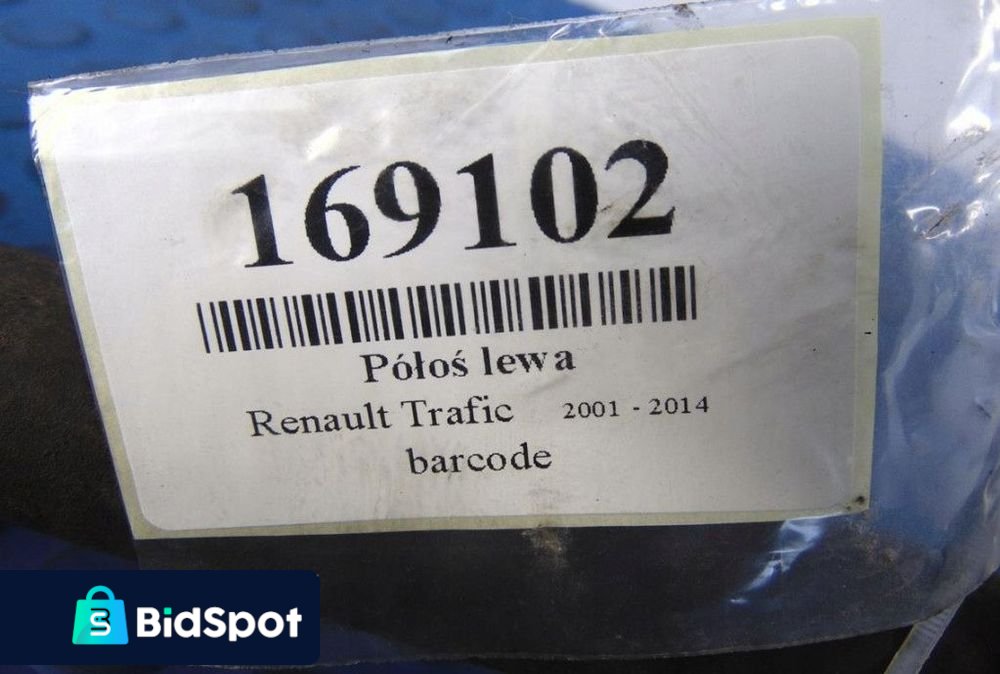 169102
Półoś lewa
Renault Trafic 2001 - 2014
barcode
BidSpot